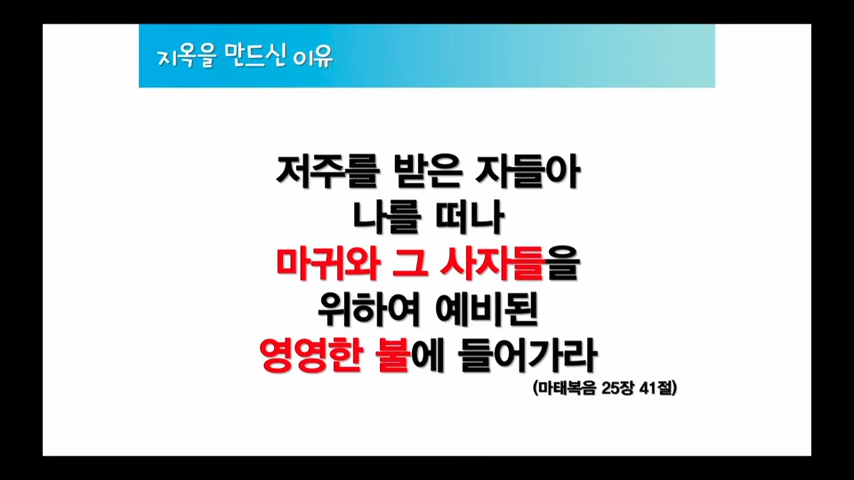 지옥을 만드신 이유
저주를 받은 자들아
나를 떠나
마귀와 그 사자들을
위하여 예비된
영영한 불에 들어가라
(마태복음 25장 41절)